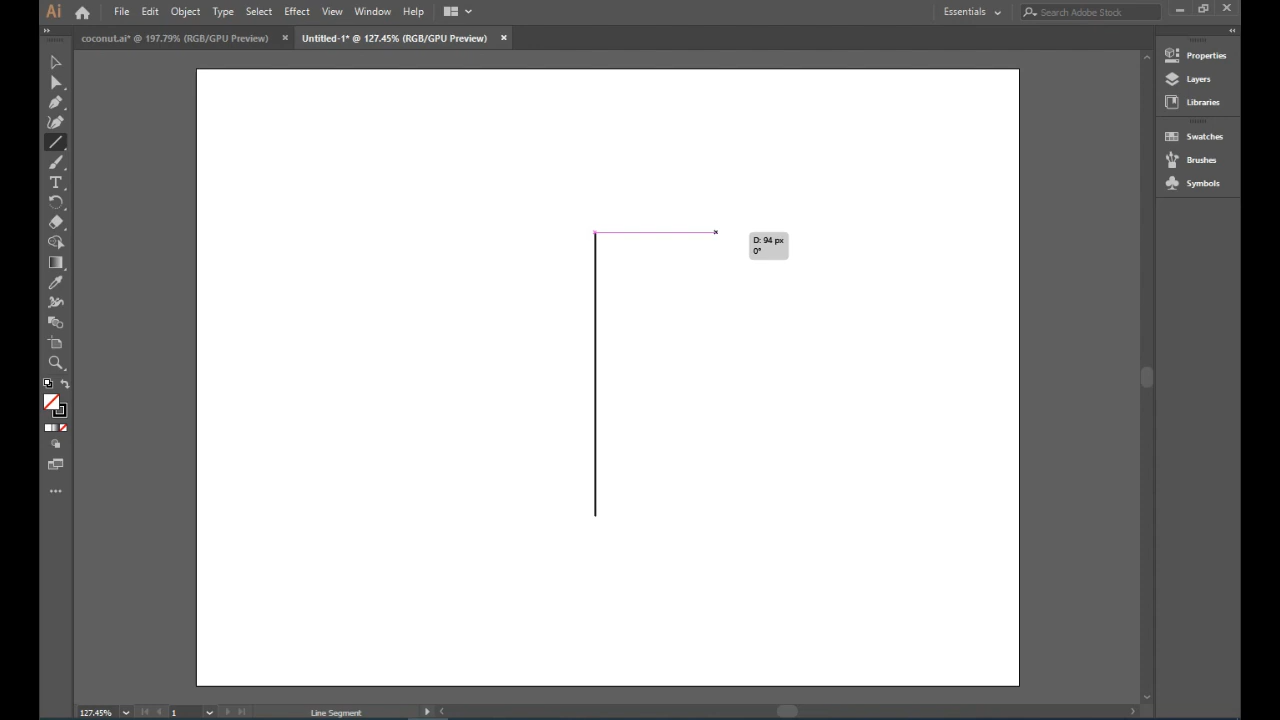 Ai File Edit Object Type Select Effect View Window Help Essentials Search Adobe Stock
coconut.ai* @ 197.79% (RGB/GPU Preview) Untitled-1* @ 127.45% (RGB/GPU Preview)
Properties
Layers
Libraries
Swatches
Brushes
Symbols
D: 94 px
0°
127.45% 1 Line Segment